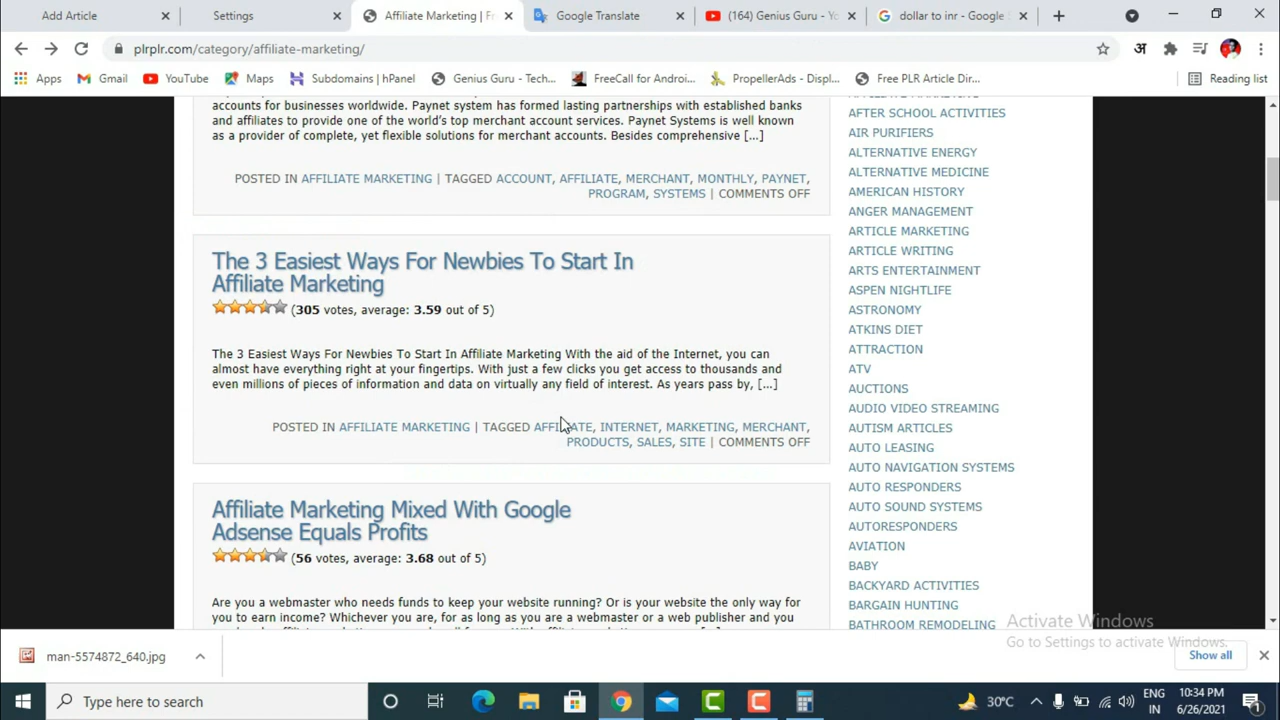 Add Article
Settings
Affiliate Marketing | Fr
Google Translate
(164) Genius Guru - Yo
dollar to inr - Google S
plrplr.com/category/affiliate-marketing/
अ
Apps
Gmail
YouTube
Maps
Subdomains | hPanel
Genius Guru - Tech...
FreeCall for Androi...
PropellerAds - Displ...
Free PLR Article Dir...
Reading list
accounts for businesses worldwide. Paynet system has formed lasting partnerships with established banks
and affiliates to provide one of the world's top merchant account services. Paynet Systems is well known
as a provider of complete, yet flexible solutions for merchant accounts. Besides comprehensive [...]
POSTED IN AFFILIATE MARKETING | TAGGED ACCOUNT, AFFILIATE, MERCHANT, MONTHLY, PAYNET,
PROGRAM, SYSTEMS | COMMENTS OFF
The 3 Easiest Ways For Newbies To Start In
Affiliate Marketing
(305 votes, average: 3.59 out of 5)
The 3 Easiest Ways For Newbies To Start In Affiliate Marketing With the aid of the Internet, you can
almost have everything right at your fingertips. With just a few clicks you get access to thousands and
even millions of pieces of information and data on virtually any field of interest. As years pass by, [...]
POSTED IN AFFILIATE MARKETING | TAGGED AFFILIATE, INTERNET, MARKETING, MERCHANT,
PRODUCTS, SALES, SITE | COMMENTS OFF
Affiliate Marketing Mixed With Google
Adsense Equals Profits
(56 votes, average: 3.68 out of 5)
Are you a webmaster who needs funds to keep your website running? Or is your website the only way for
you to earn income? Whichever you are, for as long as you are a webmaster or a web publisher and you
AFTER SCHOOL ACTIVITIES
AIR PURIFIERS
ALTERNATIVE ENERGY
ALTERNATIVE MEDICINE
AMERICAN HISTORY
ANGER MANAGEMENT
ARTICLE MARKETING
ARTICLE WRITING
ARTS ENTERTAINMENT
ASPEN NIGHTLIFE
ASTRONOMY
ATKINS DIET
ATTRACTION
ATV
AUCTIONS
AUDIO VIDEO STREAMING
AUTISM ARTICLES
AUTO LEASING
AUTO NAVIGATION SYSTEMS
AUTO RESPONDERS
AUTO SOUND SYSTEMS
AUTORESPONDERS
AVIATION
BABY
BACKYARD ACTIVITIES
BARGAIN HUNTING
BATHROOM REMODELING
Activate Windows
Go to Settings to activate Windows.
man-5574872_640.jpg
Show all
Type here to search
30°C
ENG
IN
10:34 PM
6/26/2021
1